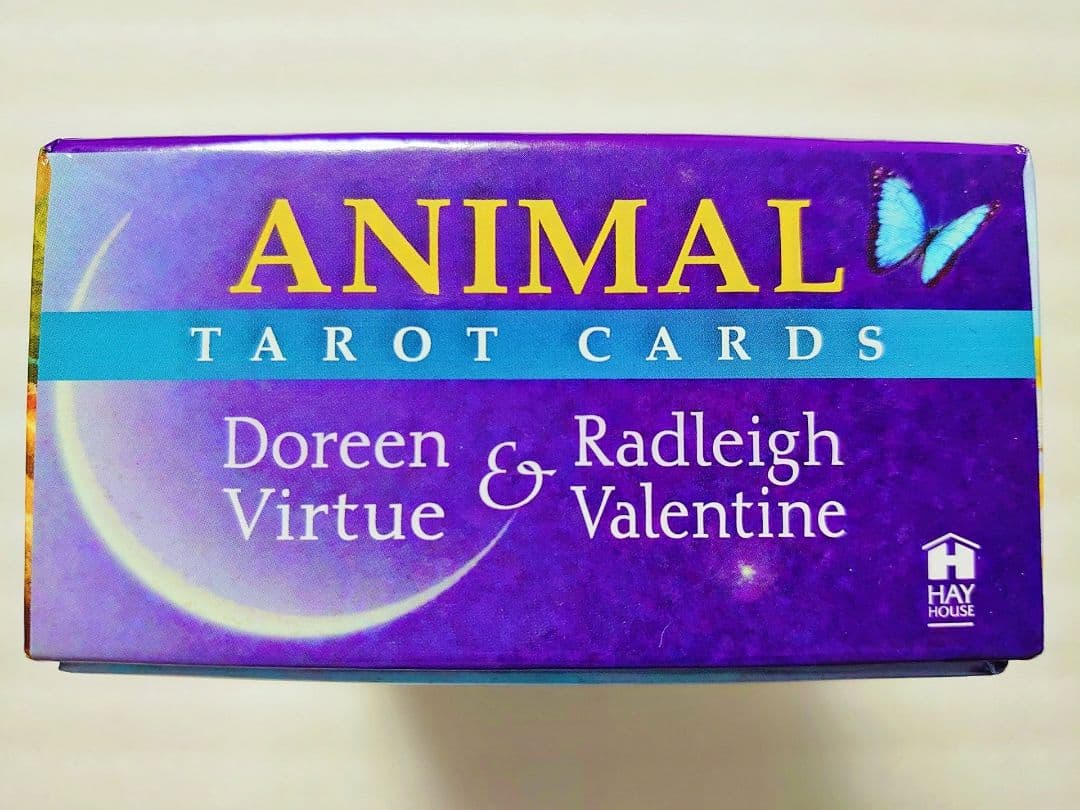 ANIMAL
TAROT CARDS
Doreen
Virtue
&
Radleigh
Valentine
H
HAY
HOUSE